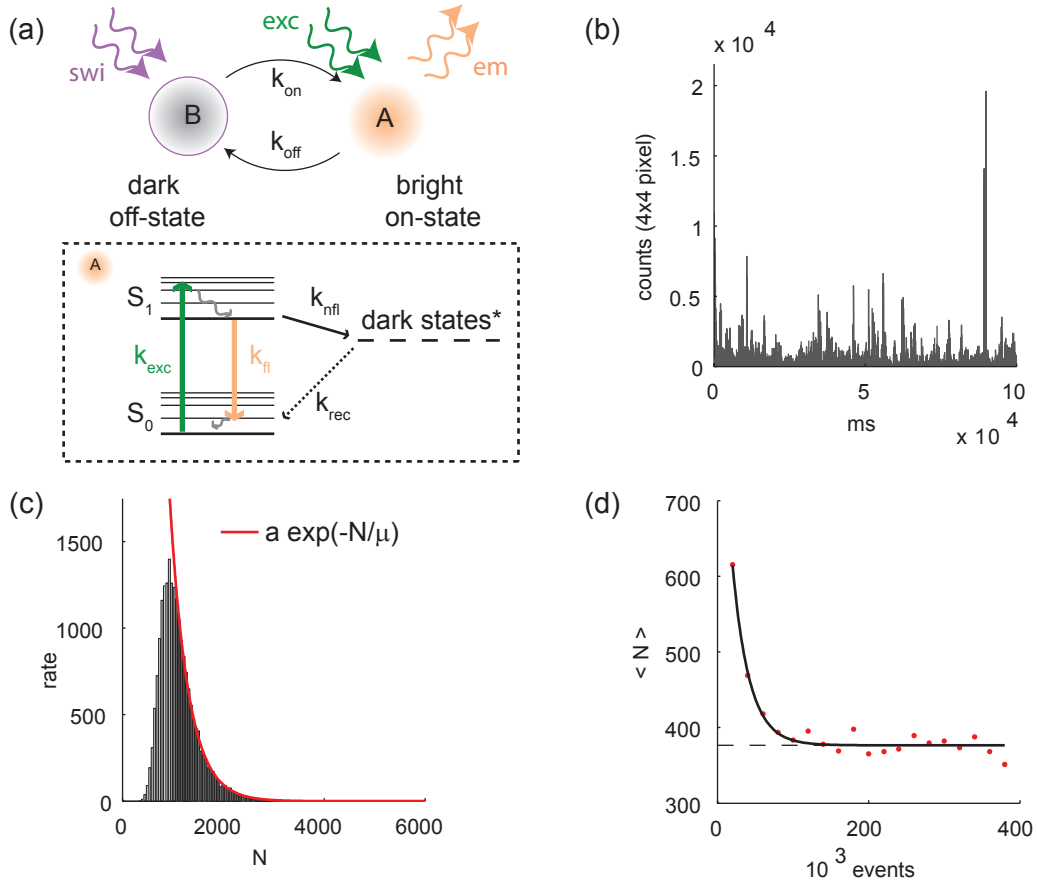 (a)
swi
exc
em
k_on
k_off
B
A
dark
off-state
bright
on-state
A
S_1
S_0
k_exc
k_fl
k_nfl
dark states*
k_rec
(b)
x 10^4
counts (4x4 pixel)
2
1.5
1
0.5
0
0
5
10
ms
x 10^4
(c)
a exp(-N/μ)
rate
1500
1000
500
0
0
2000
4000
6000
N
(d)
< N >
700
600
500
400
300
0
200
400
10^3 events